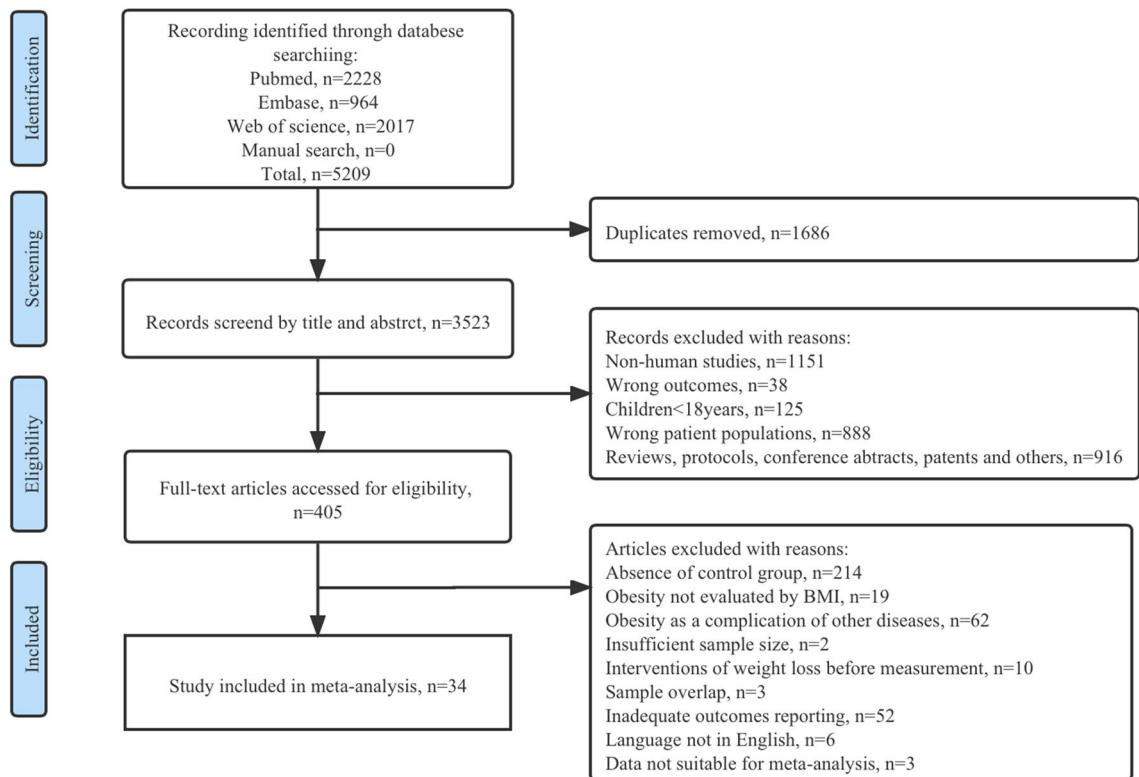 Identification
Recording identified throngh databese
searchiing:
Pubmed, n=2228
Embase, n=964
Web of science, n=2017
Manual search, n=0
Total, n=5209
Screening
Duplicates removed, n=1686
Records screend by title and abstrct, n=3523
Records excluded with reasons:
Non-human studies, n=1151
Wrong outcomes, n=38
Children<18years, n=125
Wrong patient populations, n=888
Reviews, protocols, conference abtracts, patents and others, n=916
Eligibility
Full-text articles accessed for eligibility,
n=405
Articles excluded with reasons:
Absence of control group, n=214
Obesity not evaluated by BMI, n=19
Obesity as a complication of other diseases, n=62
Insufficient sample size, n=2
Interventions of weight loss before measurement, n=10
Sample overlap, n=3
Inadequate outcomes reporting, n=52
Language not in English, n=6
Data not suitable for meta-analysis, n=3
Included
Study included in meta-analysis, n=34